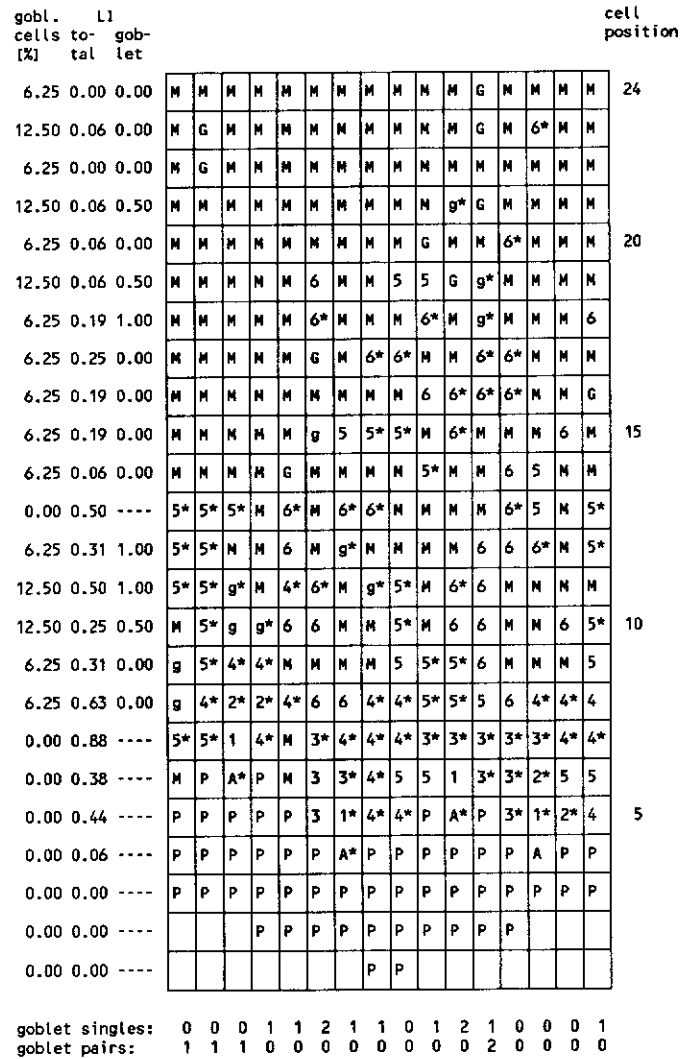 gobl. LI cell
cells to- gob- position
[%] tal let
6.25 0.00 0.00 M M M M M M M M M M M G M M M M 24
12.50 0.06 0.00 M G M M M M M M M M M G M 6* M M
6.25 0.00 0.00 M G M M M M M M M M M M M M M M
12.50 0.06 0.50 M M M M M M M M M M g* G M M M M
6.25 0.06 0.00 M M M M M M M M M G M M 6* M M M 20
12.50 0.06 0.50 M M M M M 6 M M 5 5 G g* M M M M
6.25 0.19 1.00 M M M M M 6* M M M 6* M g* M M M 6
6.25 0.25 0.00 M M M M M G M 6* 6* M M 6* 6* M M M
6.25 0.19 0.00 M M M M M M M M M 6 6* 6* 6* M M G
6.25 0.19 0.00 M M M M M g 5 5* 5* M 6* M M M 6 M 15
6.25 0.06 0.00 M M M M G M M M M 5* M M 6 5 M M
0.00 0.50 ---- 5* 5* 5* M 6* M 6* 6* M M M M 6* 5 M 5*
6.25 0.31 1.00 5* 5* M M 6 M g* M M M M 6 6 6* M 5*
12.50 0.50 1.00 5* 5* g* M 4* 6* M g* 5* M 6* 6 M M M M
12.50 0.25 0.50 M 5* g g* 6 6 M M 5* M 6 6 M M 6 5* 10
6.25 0.31 0.00 g 5* 4* 4* M M M M 5 5* 5* 6 M M M 5
6.25 0.63 0.00 g 4* 2* 2* 4* 6 6 4* 4* 5* 5* 5 6 4* 4* 4
0.00 0.88 ---- 5* 5* 1 4* M 3* 4* 4* 4* 3* 3* 3* 3* 3* 4* 4*
0.00 0.38 ---- M P A* P M 3 3* 4* 5 5 1 3* 3* 2* 5 5
0.00 0.44 ---- P P P P P 3 1* 4* 4* P A* P 3* 1* 2* 4 5
0.00 0.06 ---- P P P P P P A* P P P P P P A P P
0.00 0.00 ---- P P P P P P P P P P P P P P P P
0.00 0.00 ---- P P P P P P P P P P
0.00 0.00 ---- P P
goblet singles: 0 0 0 1 1 2 1 1 0 1 2 1 0 0 0 1
goblet pairs: 1 1 1 0 0 0 0 0 0 0 0 2 0 0 0 0